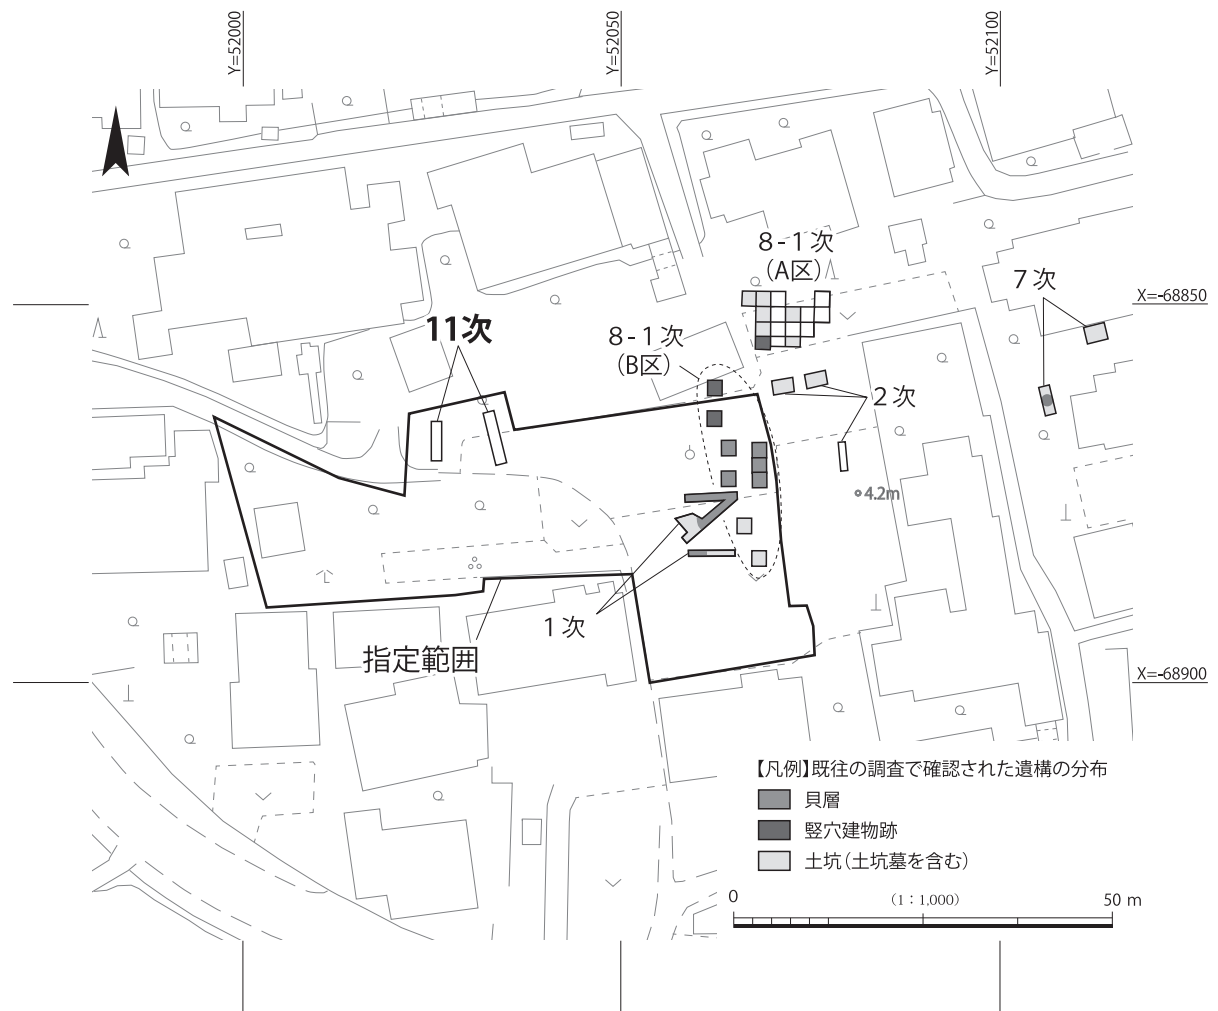 Y=52000
Y=52050
Y=52100
8-1次
(A区)
7次
X=-68850
11次
8-1次
(B区)
2次
4.2m
1次
指定範囲
X=-68900
【凡例】既往の調査で確認された遺構の分布
貝層
竪穴建物跡
土坑(土坑墓を含む)
0
(1：1,000)
50 m